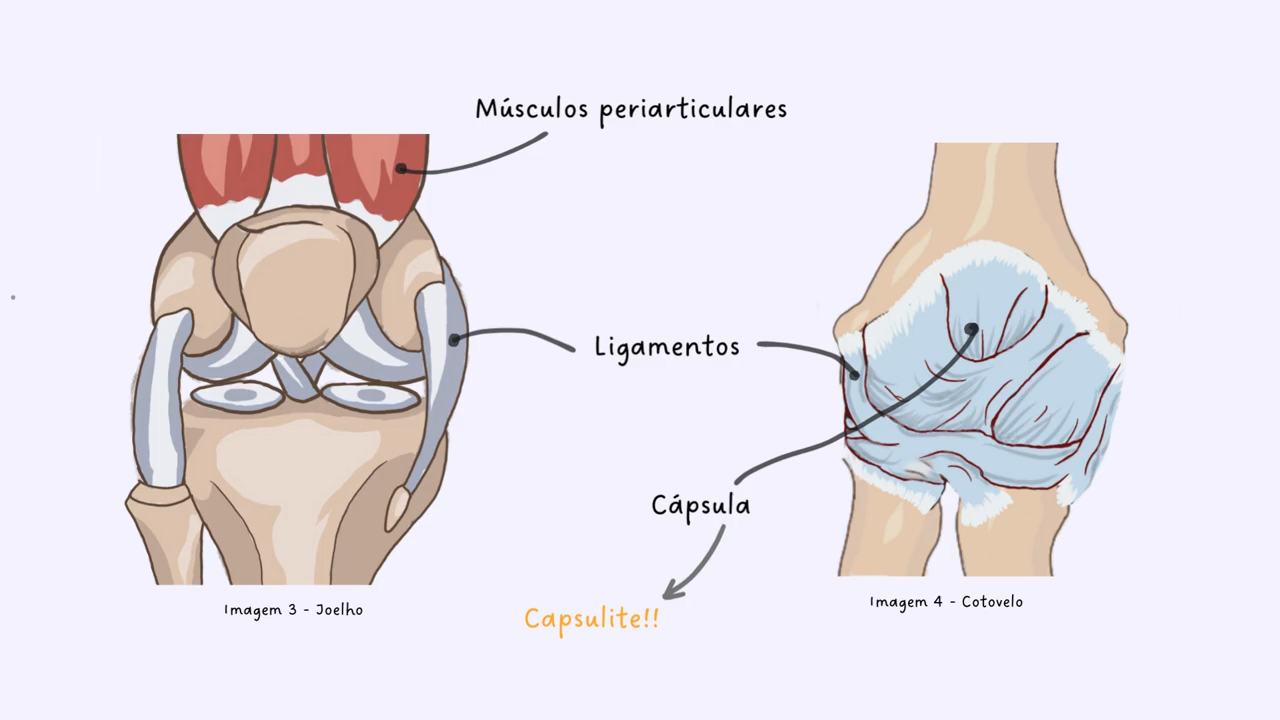 Músculos periarticulares
Ligamentos
Cápsula
Capsulite!!
Imagem 3 - Joelho
Imagem 4 - Cotovelo